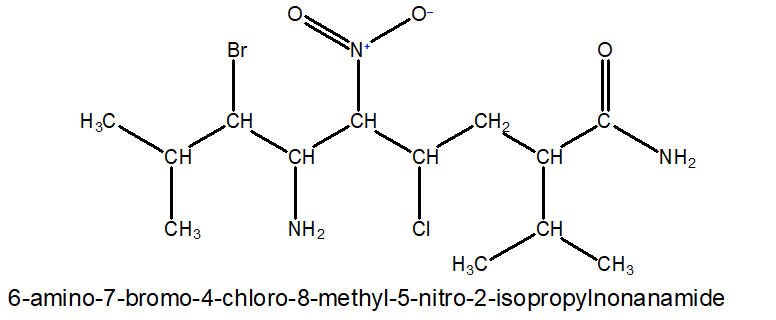 O O⁻
N⁺
Br O
H₃C CH CH CH₂ C
CH CH CH CH NH₂
CH₃ NH₂ Cl CH
H₃C CH₃
6-amino-7-bromo-4-chloro-8-methyl-5-nitro-2-isopropylnonanamide